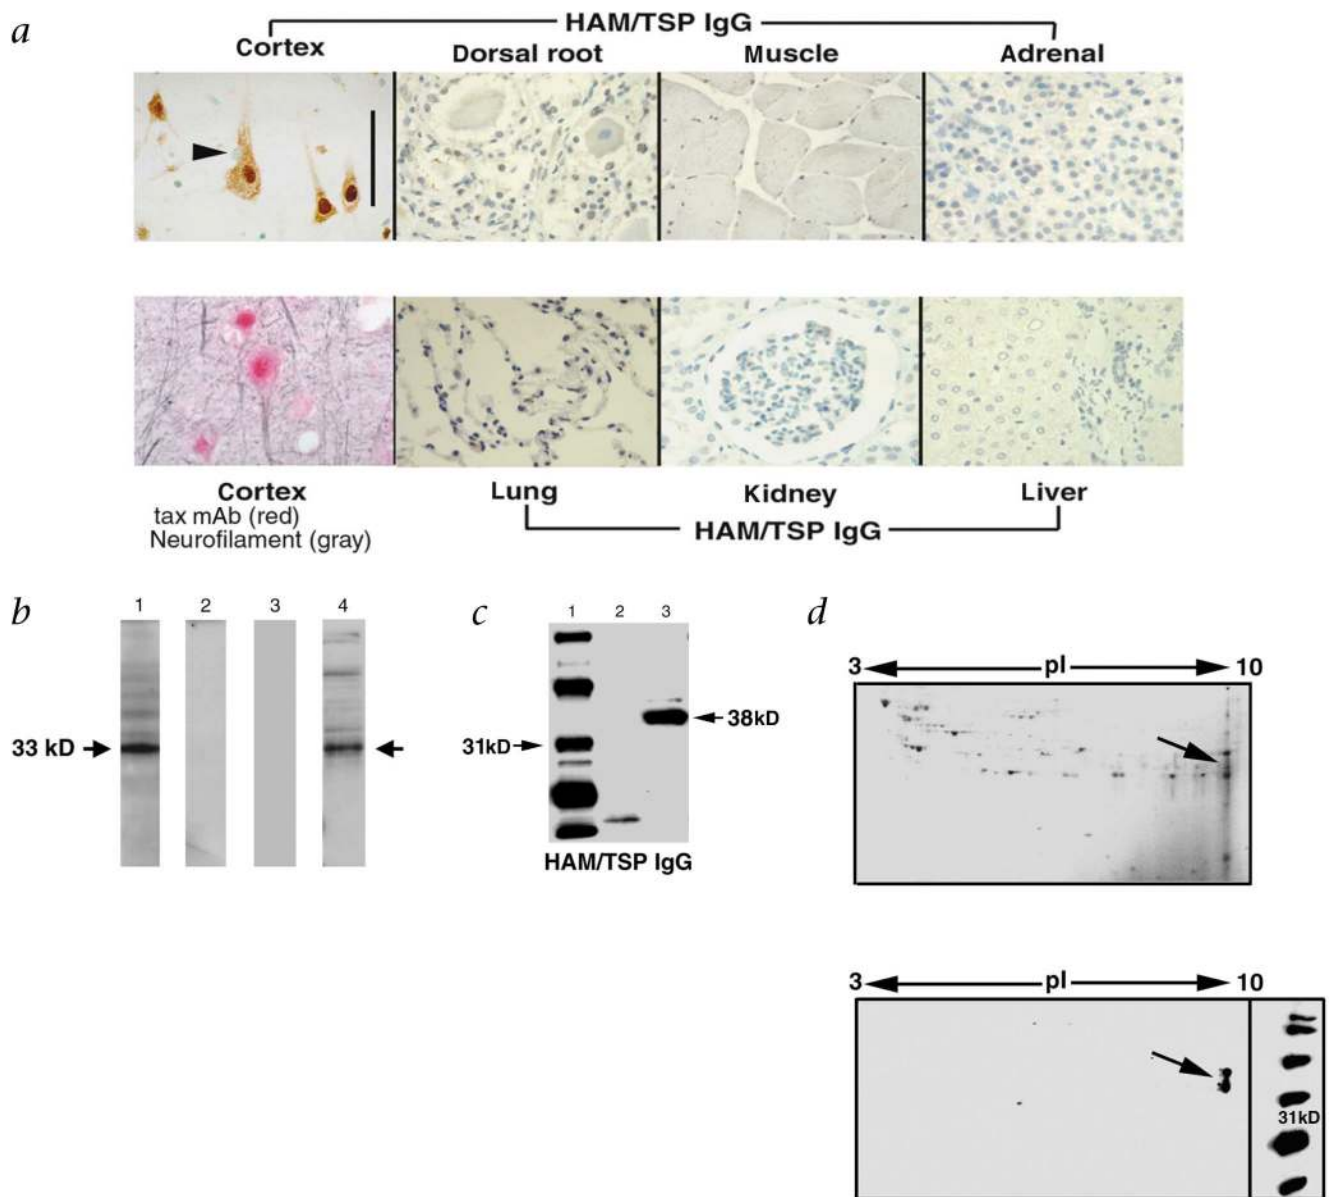 a
HAM/TSP IgG
Cortex Dorsal root Muscle Adrenal
Cortex Lung Kidney Liver
tax mAb (red)
Neurofilament (gray)
HAM/TSP IgG
b
1 2 3 4
33 kD
c
1 2 3
38kD
31kD
HAM/TSP IgG
d
3 pI 10
3 pI 10
31kD